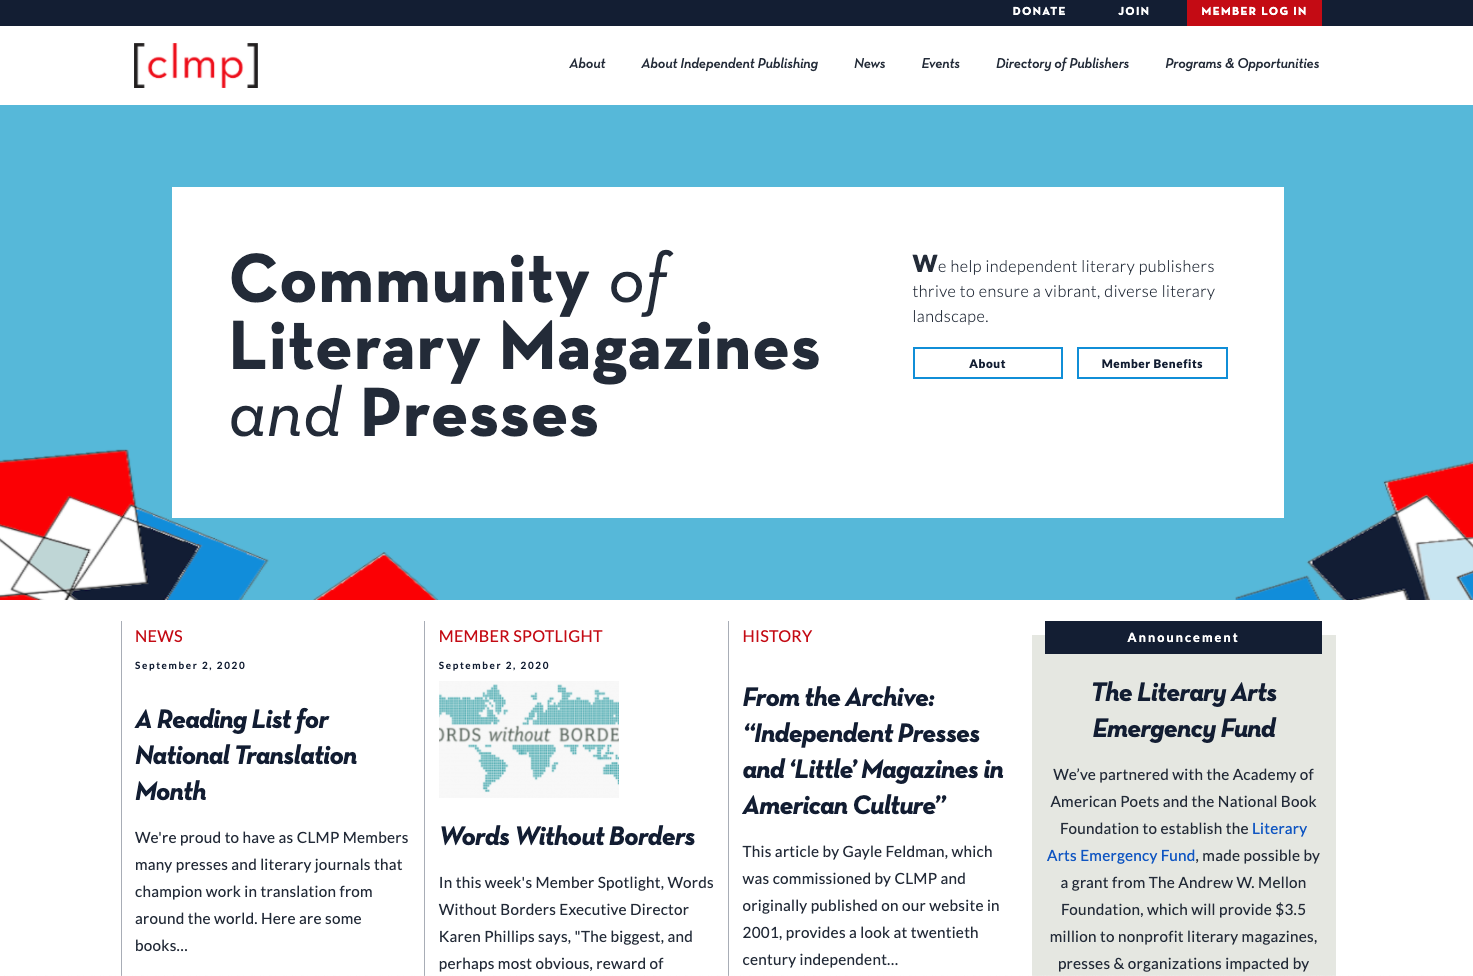 DONATE
JOIN
MEMBER LOG IN
[clmp]
About
About Independent Publishing
News
Events
Directory of Publishers
Programs & Opportunities
Community of
Literary Magazines
and Presses
We help independent literary publishers
thrive to ensure a vibrant, diverse literary
landscape.
About
Member Benefits
NEWS
September 2, 2020
A Reading List for
National Translation
Month
We're proud to have as CLMP Members
many presses and literary journals that
champion work in translation from
around the world. Here are some
books...
MEMBER SPOTLIGHT
September 2, 2020
ORDS without BORDE
Words Without Borders
In this week's Member Spotlight, Words
Without Borders Executive Director
Karen Phillips says, "The biggest, and
perhaps most obvious, reward of
HISTORY
From the Archive:
“Independent Presses
and ‘Little’ Magazines in
American Culture”
This article by Gayle Feldman, which
was commissioned by CLMP and
originally published on our website in
2001, provides a look at twentieth
century independent...
Announcement
The Literary Arts
Emergency Fund
We’ve partnered with the Academy of
American Poets and the National Book
Foundation to establish the Literary
Arts Emergency Fund, made possible by
a grant from The Andrew W. Mellon
Foundation, which will provide $3.5
million to nonprofit literary magazines,
presses & organizations impacted by